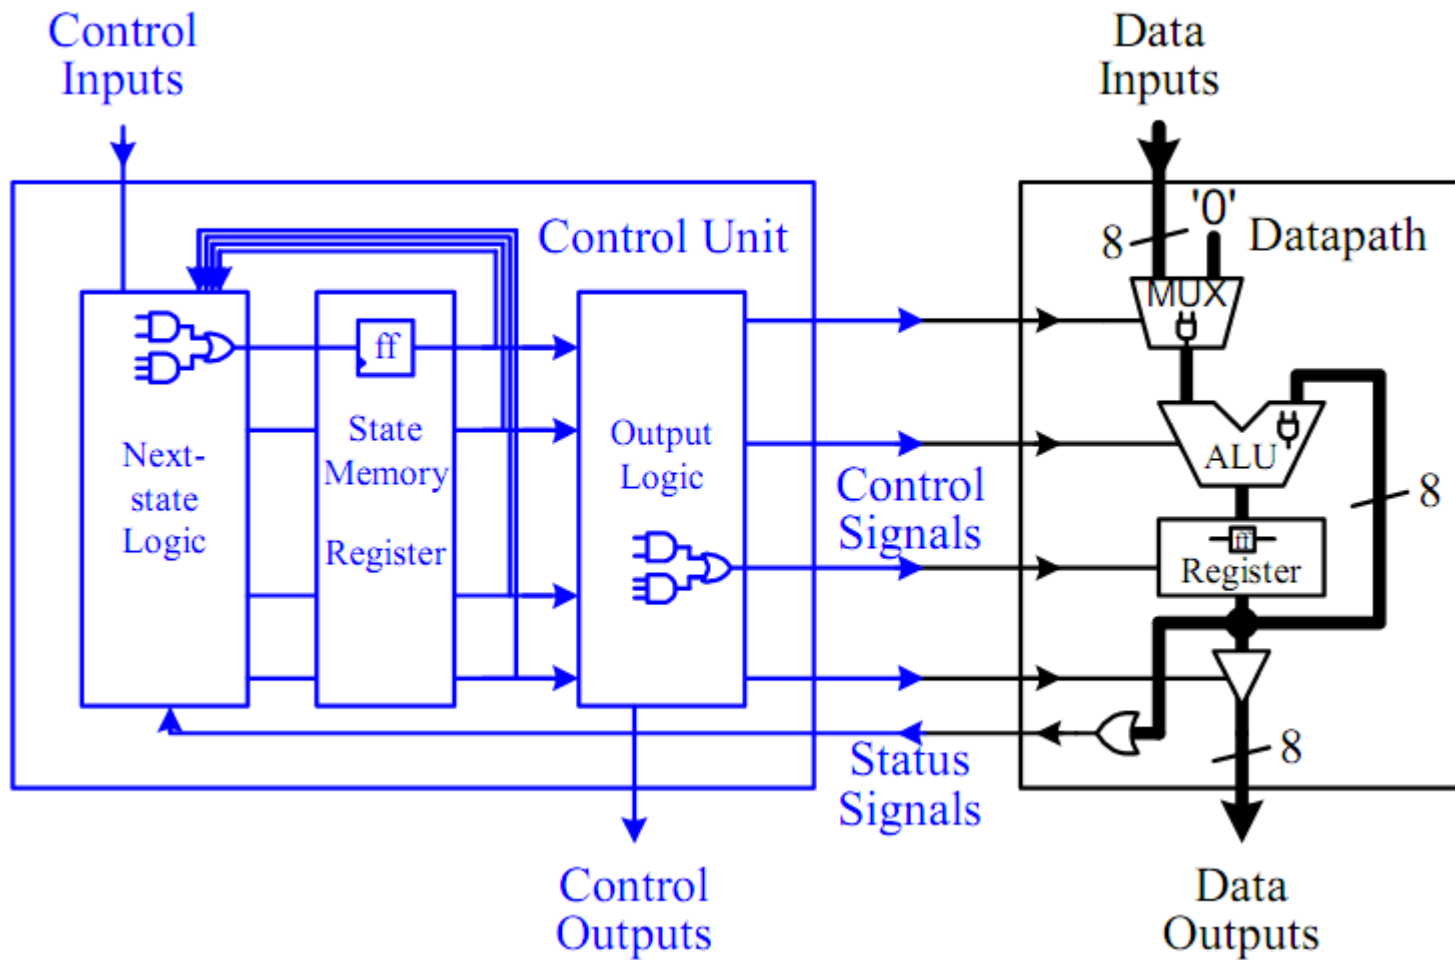 Control
Inputs
Data
Inputs
Control Unit
'0'
8
Datapath
MUX
ff
ALU
Next-
state
Logic
State
Memory
Register
Output
Logic
Control
Signals
8
ff
Register
Status
Signals
8
Control
Outputs
Data
Outputs